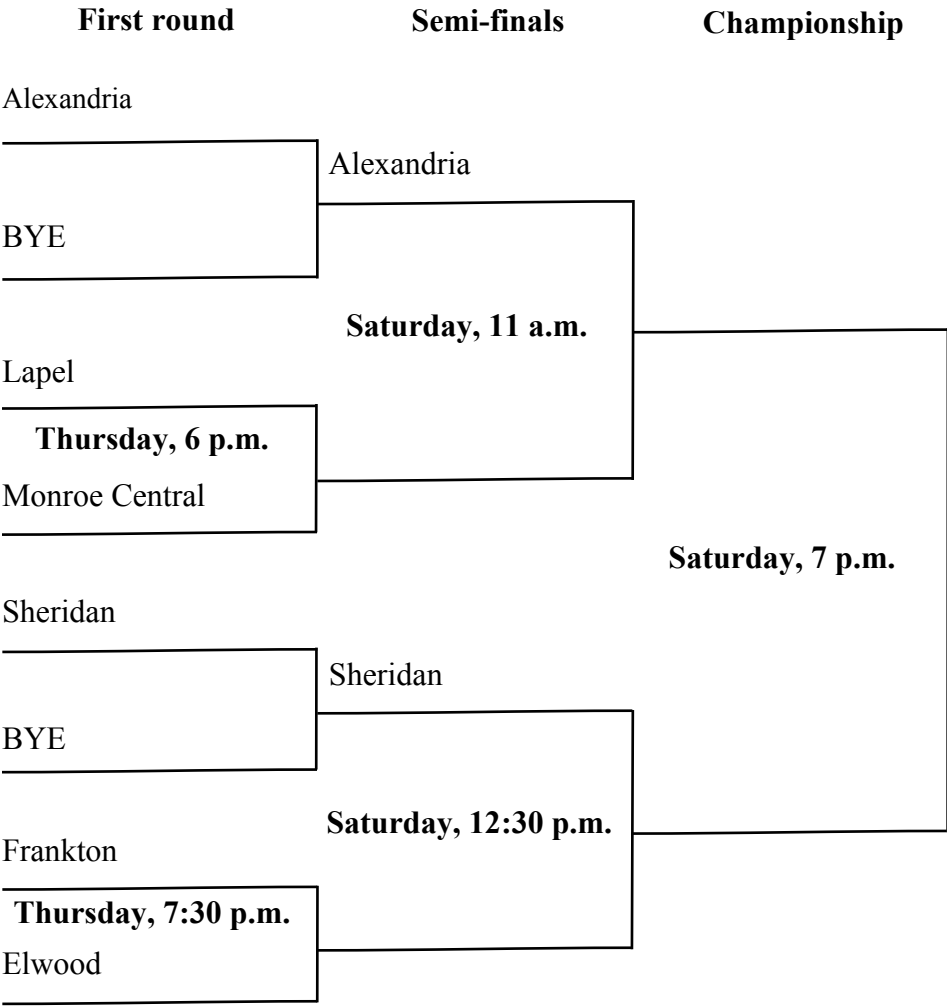 First round
Semi-finals
Championship
Alexandria
Alexandria
BYE
Saturday, 11 a.m.
Lapel
Thursday, 6 p.m.
Monroe Central
Saturday, 7 p.m.
Sheridan
Sheridan
BYE
Saturday, 12:30 p.m.
Frankton
Thursday, 7:30 p.m.
Elwood